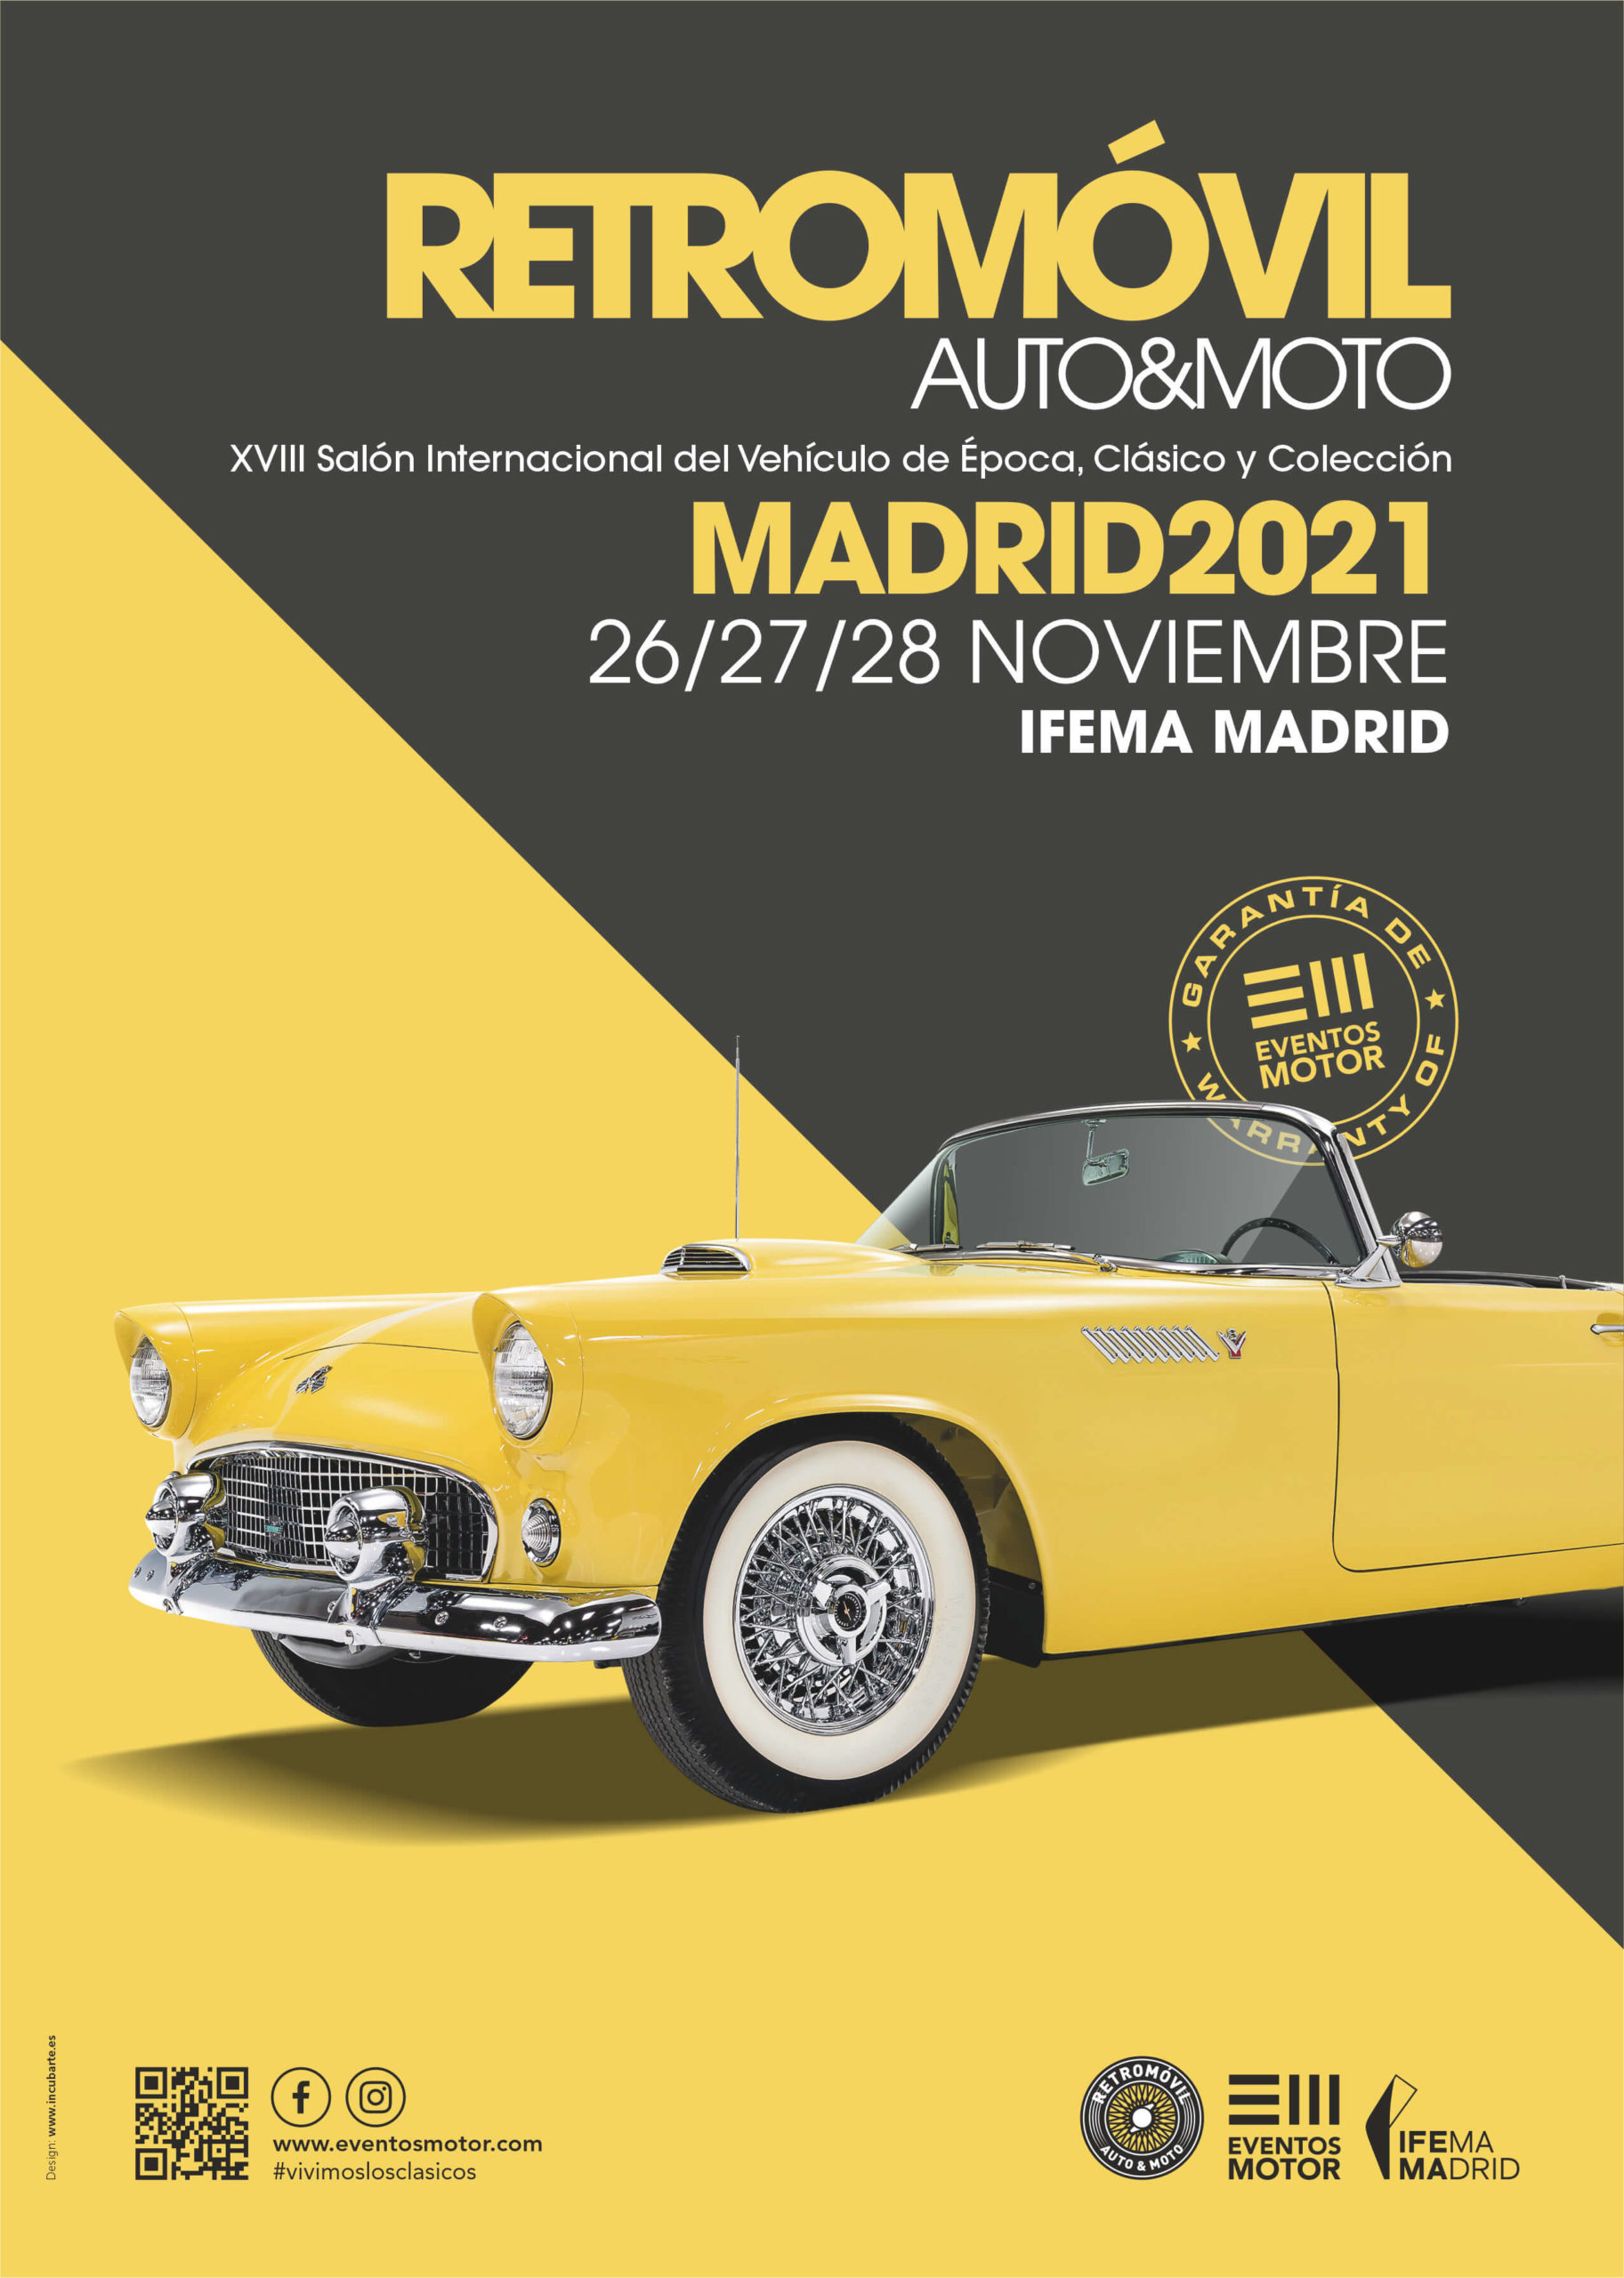 RETROMÓVIL
AUTO&MOTO
XVIII Salón Internacional del Vehículo de Época, Clásico y Colección
MADRID2021
26/27/28 NOVIEMBRE
IFEMA MADRID
GARANTÍA DE
EVENTOS
MOTOR
WARRANTY OF
Design: www.incubarte.es
www.eventosmotor.com
#vivimoslosclasicos
RETROMÓVIL
AUTO & MOTO
EVENTOS
MOTOR
IFEMA
MADRID